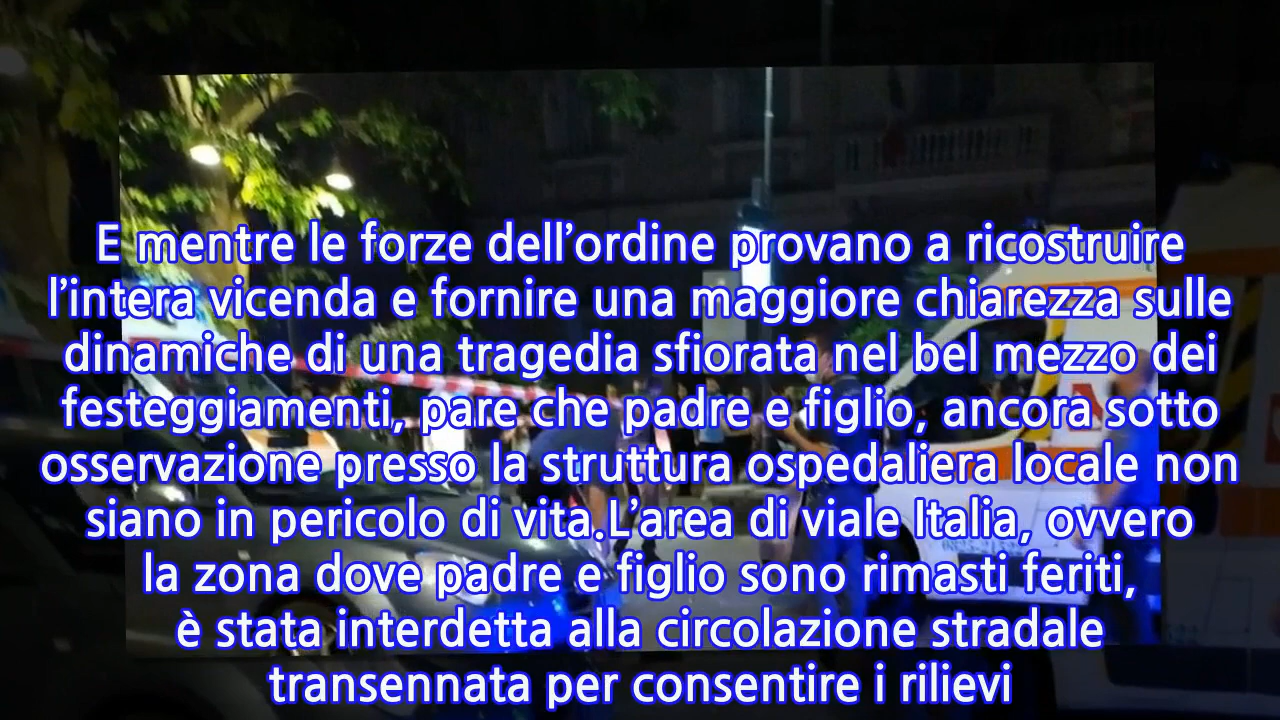 E mentre le forze dell’ordine provano a ricostruire
l’intera vicenda e fornire una maggiore chiarezza sulle
dinamiche di una tragedia sfiorata nel bel mezzo dei
festeggiamenti, pare che padre e figlio, ancora sotto
osservazione presso la struttura ospedaliera locale non
siano in pericolo di vita.L’area di viale Italia, ovvero
la zona dove padre e figlio sono rimasti feriti,
è stata interdetta alla circolazione stradale
transennata per consentire i rilievi